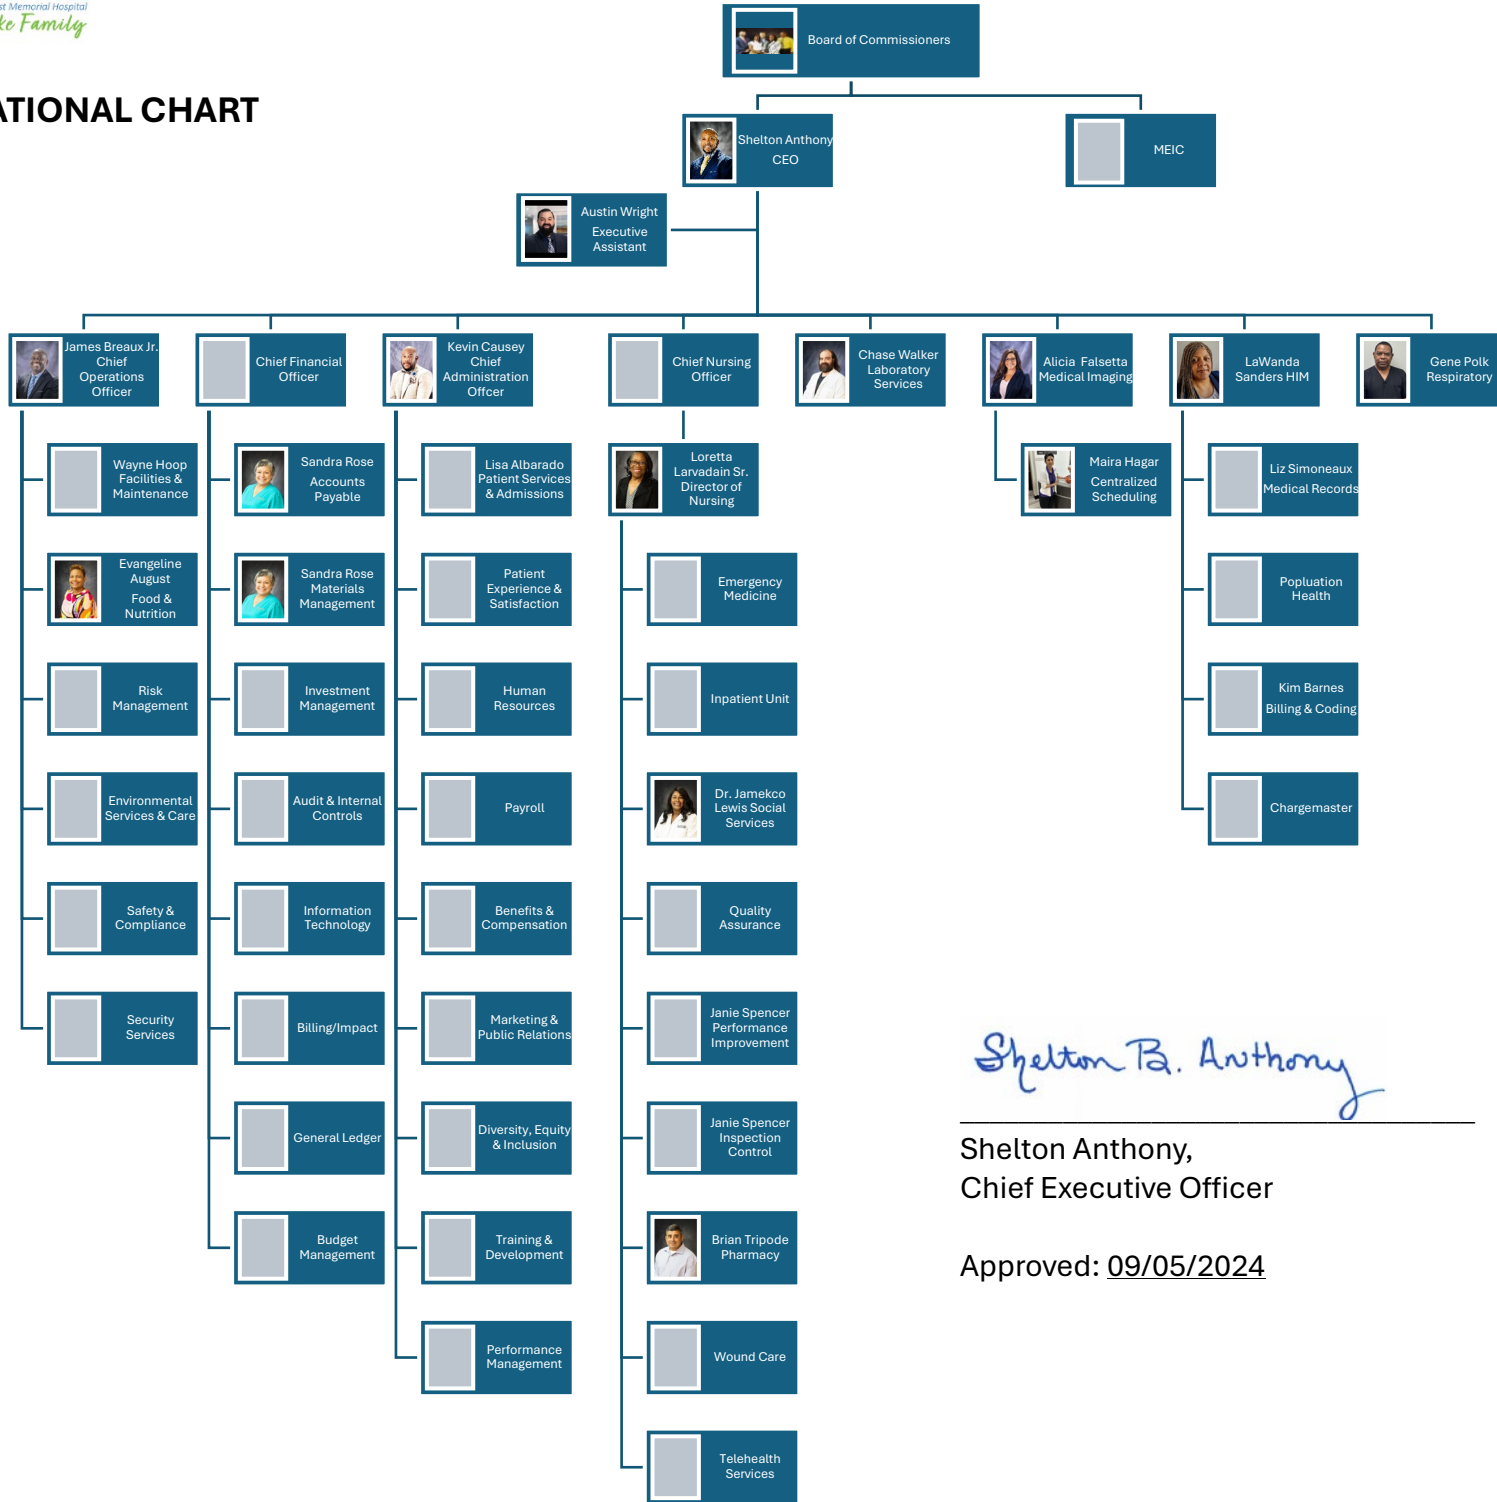 st Memorial Hospital
ke Family
ATIONAL CHART
Board of Commissioners
Shelton Anthony
CEO
MEIC
Austin Wright
Executive
Assistant
James Breaux Jr.
Chief
Operations
Officer
Chief Financial
Officer
Kevin Causey
Chief
Administration
Offcer
Chief Nursing
Officer
Chase Walker
Laboratory
Services
Alicia Falsetta
Medical Imaging
LaWanda
Sanders HIM
Gene Polk
Respiratory
Wayne Hoop
Facilities &
Maintenance
Evangeline
August
Food &
Nutrition
Risk
Management
Environmental
Services & Care
Safety &
Compliance
Security
Services
Sandra Rose
Accounts
Payable
Sandra Rose
Materials
Management
Investment
Management
Audit & Internal
Controls
Information
Technology
Billing/Impact
General Ledger
Budget
Management
Lisa Albarado
Patient Services
& Admissions
Patient
Experience &
Satisfaction
Human
Resources
Payroll
Benefits &
Compensation
Marketing &
Public Relations
Diversity, Equity
& Inclusion
Training &
Development
Performance
Management
Loretta
Larvadain Sr.
Director of
Nursing
Emergency
Medicine
Inpatient Unit
Dr. Jamekco
Lewis Social
Services
Quality
Assurance
Janie Spencer
Performance
Improvement
Janie Spencer
Inspection
Control
Brian Tripode
Pharmacy
Wound Care
Telehealth
Services
Maira Hagar
Centralized
Scheduling
Liz Simoneaux
Medical Records
Popluation
Health
Kim Barnes
Billing & Coding
Chargemaster
Shelton B. Anthony
Shelton Anthony,
Chief Executive Officer
Approved: 09/05/2024